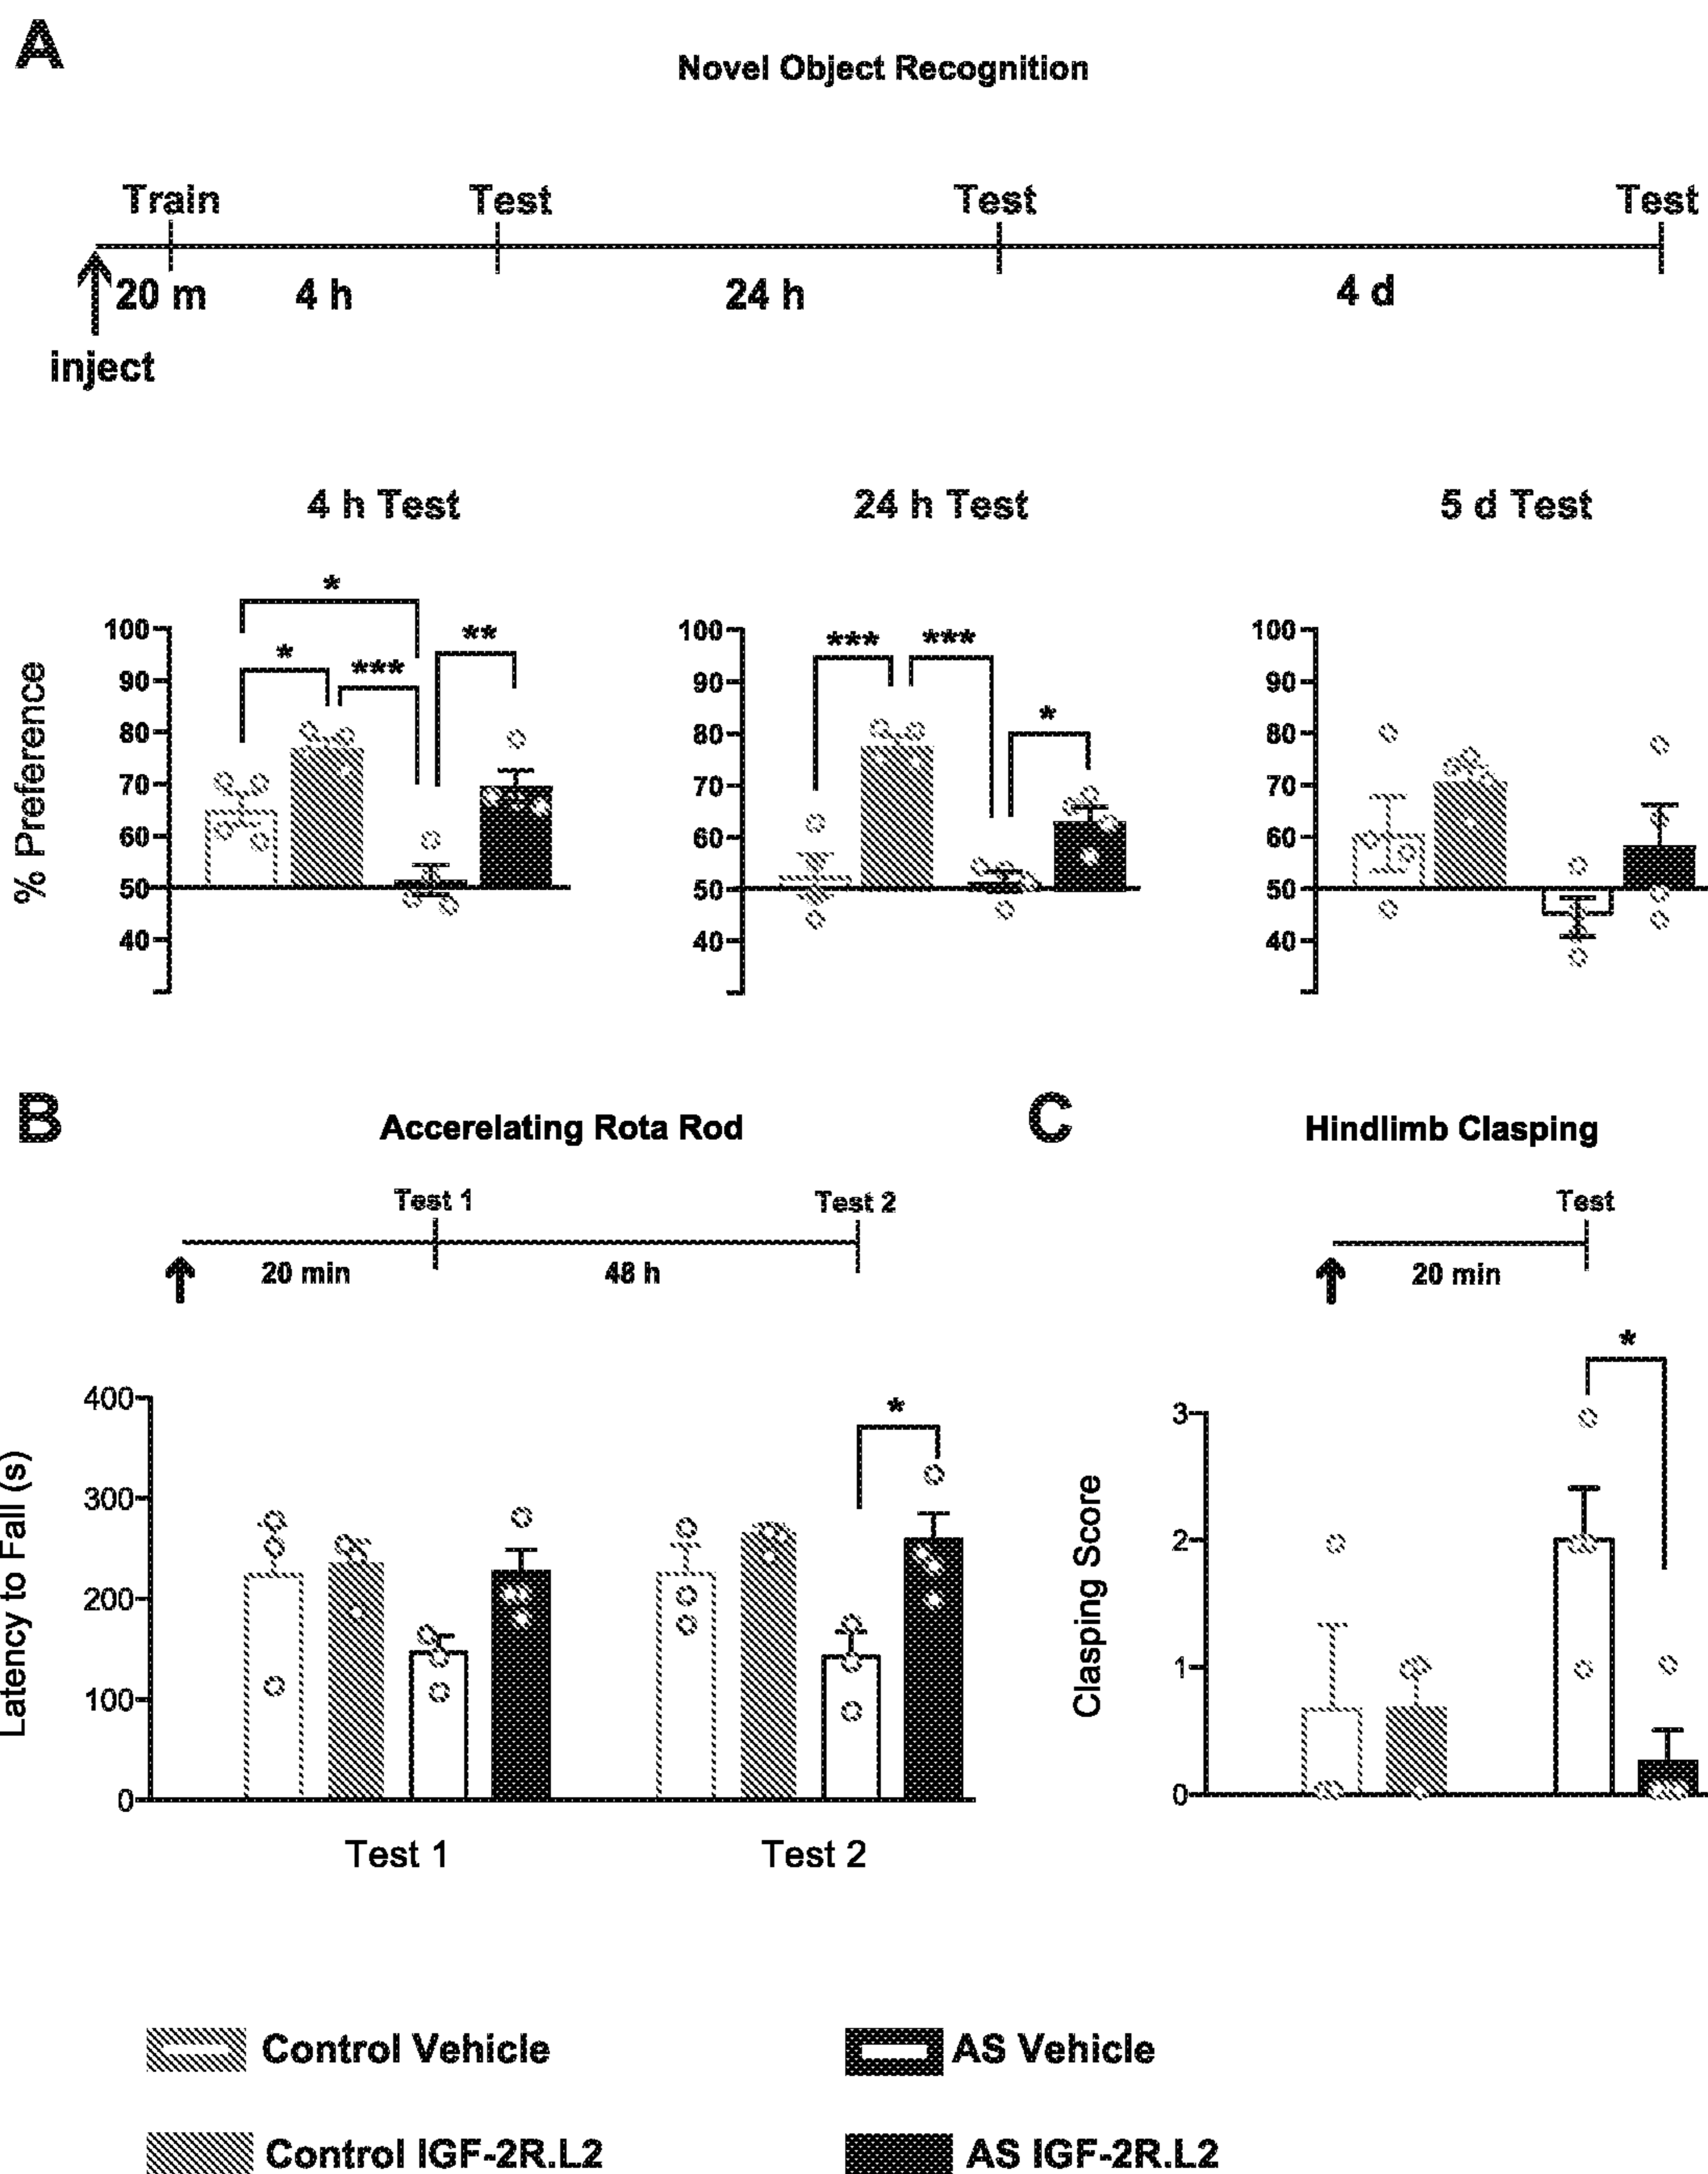 A
Novel Object Recognition
Train Test Test Test
20 m 4 h 24 h 4 d
inject
4 h Test 24 h Test 5 d Test
% Preference
100 90 80 70 60 50 40
* * *** **
100 90 80 70 60 50 40
*** *** *
100 90 80 70 60 50 40
B
Accerelating Rota Rod
Test 1 Test 2
20 min 48 h
Latency to Fall (s)
400 300 200 100 0
*
Test 1 Test 2
C
Hindlimb Clasping
Test
20 min
Clasping Score
3 2 1 0
*
Control Vehicle AS Vehicle
Control IGF-2R.L2 AS IGF-2R.L2